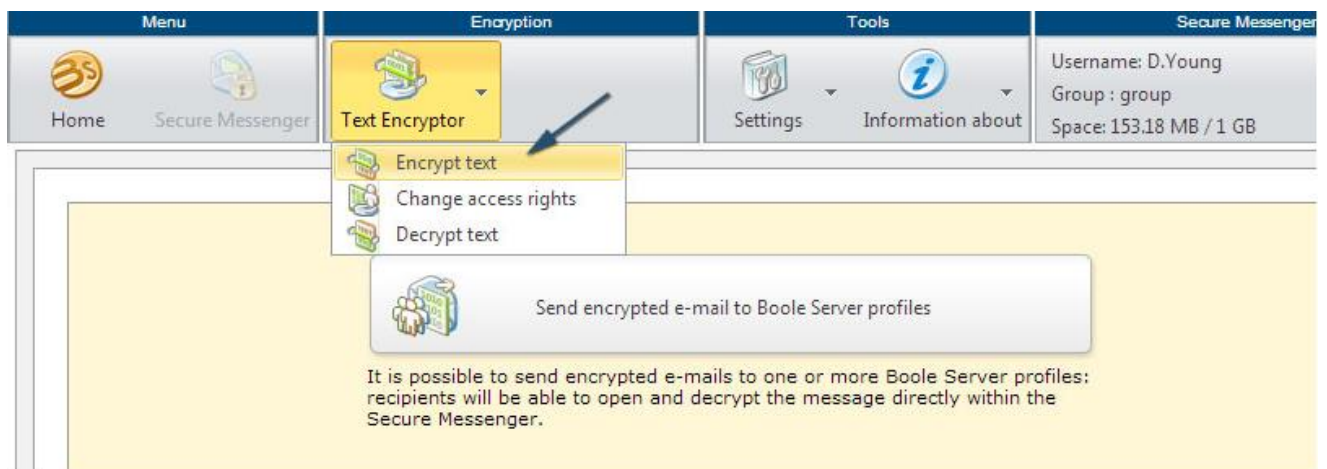 Menu
Encryption
Tools
Secure Messenger
Home
Secure Messenger
Text Encryptor
Settings
Information about
Username: D.Young
Group : group
Space: 153.18 MB / 1 GB
Encrypt text
Change access rights
Decrypt text
Send encrypted e-mail to Boole Server profiles
It is possible to send encrypted e-mails to one or more Boole Server profiles:
recipients will be able to open and decrypt the message directly within the
Secure Messenger.